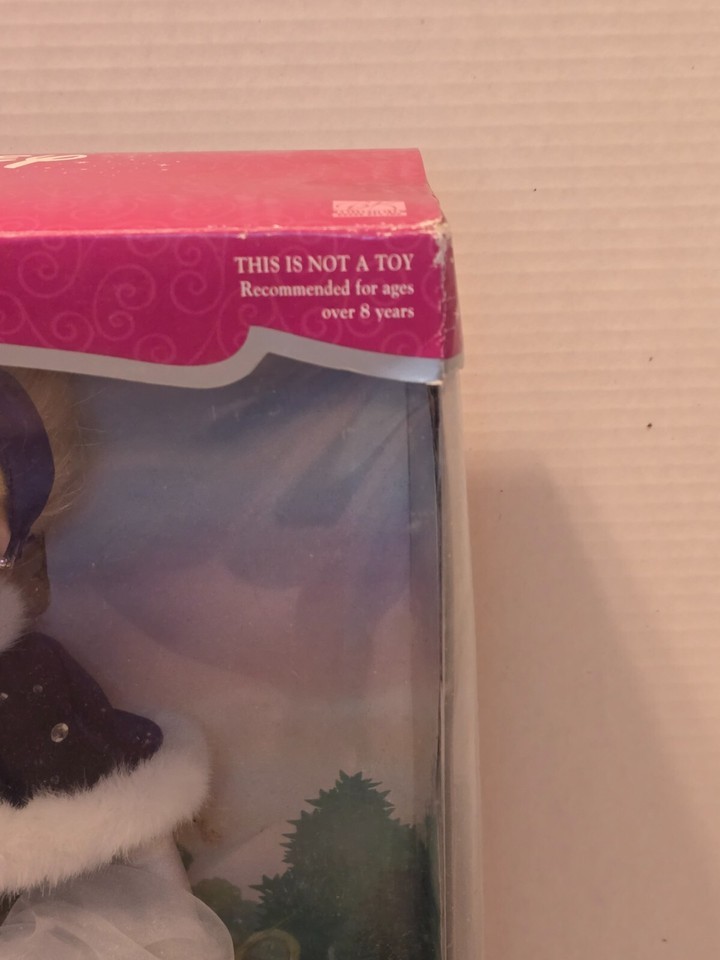 THIS IS NOT A TOY
Recommended for ages
over 8 years